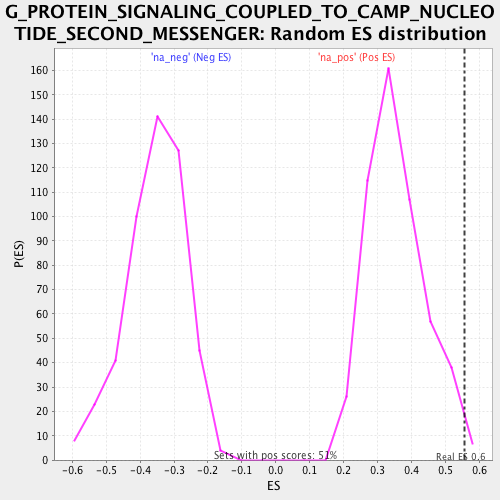 G_PROTEIN_SIGNALING_COUPLED_TO_CAMP_NUCLEO
TIDE_SECOND_MESSENGER: Random ES distribution
'na_neg' (Neg ES)
'na_pos' (Pos ES)
160
150
140
130
120
110
100
90
80
70
60
50
40
30
20
10
0
P(ES)
Sets with pos scores: 51%
Real ES 0.6
-0.6 -0.5 -0.4 -0.3 -0.2 -0.1 0.0 0.1 0.2 0.3 0.4 0.5 0.6
ES